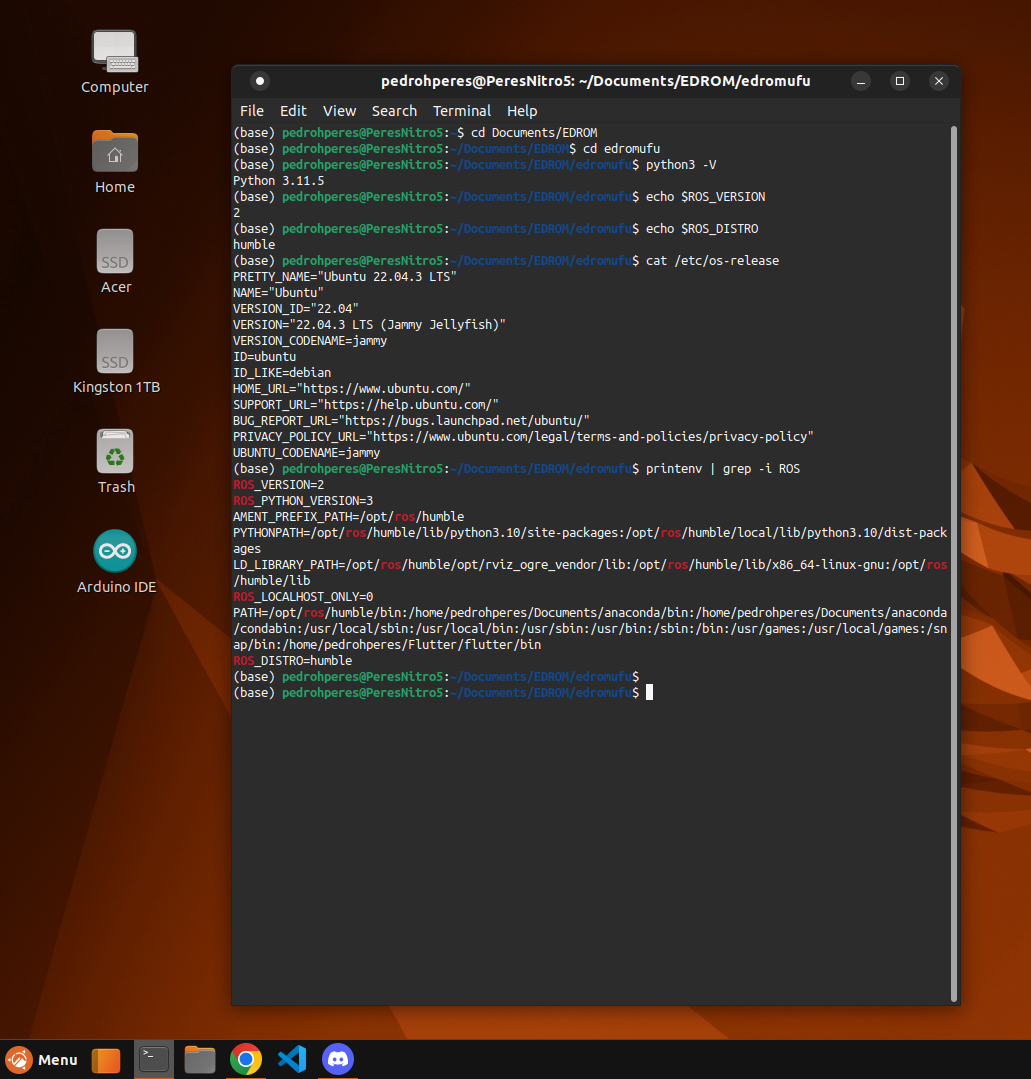 Computer
Home
SSD
Acer
SSD
Kingston 1TB
Trash
Arduino IDE
pedrohperes@PeresNitro5: ~/Documents/EDROM/edromufu
File Edit View Search Terminal Help
(base) pedrohperes@PeresNitro5:~$ cd Documents/EDROM
(base) pedrohperes@PeresNitro5:~/Documents/EDROM$ cd edromufu
(base) pedrohperes@PeresNitro5:~/Documents/EDROM/edromufu$ python3 -V
Python 3.11.5
(base) pedrohperes@PeresNitro5:~/Documents/EDROM/edromufu$ echo $ROS_VERSION
2
(base) pedrohperes@PeresNitro5:~/Documents/EDROM/edromufu$ echo $ROS_DISTRO
humble
(base) pedrohperes@PeresNitro5:~/Documents/EDROM/edromufu$ cat /etc/os-release
PRETTY_NAME="Ubuntu 22.04.3 LTS"
NAME="Ubuntu"
VERSION_ID="22.04"
VERSION="22.04.3 LTS (Jammy Jellyfish)"
VERSION_CODENAME=jammy
ID=ubuntu
ID_LIKE=debian
HOME_URL="https://www.ubuntu.com/"
SUPPORT_URL="https://help.ubuntu.com/"
BUG_REPORT_URL="https://bugs.launchpad.net/ubuntu/"
PRIVACY_POLICY_URL="https://www.ubuntu.com/legal/terms-and-policies/privacy-policy"
UBUNTU_CODENAME=jammy
(base) pedrohperes@PeresNitro5:~/Documents/EDROM/edromufu$ printenv | grep -i ROS
ROS_VERSION=2
ROS_PYTHON_VERSION=3
AMENT_PREFIX_PATH=/opt/ros/humble
PYTHONPATH=/opt/ros/humble/lib/python3.10/site-packages:/opt/ros/humble/local/lib/python3.10/dist-pack
ages
LD_LIBRARY_PATH=/opt/ros/humble/opt/rviz_ogre_vendor/lib:/opt/ros/humble/lib/x86_64-linux-gnu:/opt/ros
/humble/lib
ROS_LOCALHOST_ONLY=0
PATH=/opt/ros/humble/bin:/home/pedrohperes/Documents/anaconda/bin:/home/pedrohperes/Documents/anaconda
/condabin:/usr/local/sbin:/usr/local/bin:/usr/sbin:/usr/bin:/sbin:/bin:/usr/games:/usr/local/games:/sn
ap/bin:/home/pedrohperes/Flutter/flutter/bin
ROS_DISTRO=humble
(base) pedrohperes@PeresNitro5:~/Documents/EDROM/edromufu$
(base) pedrohperes@PeresNitro5:~/Documents/EDROM/edromufu$
Menu